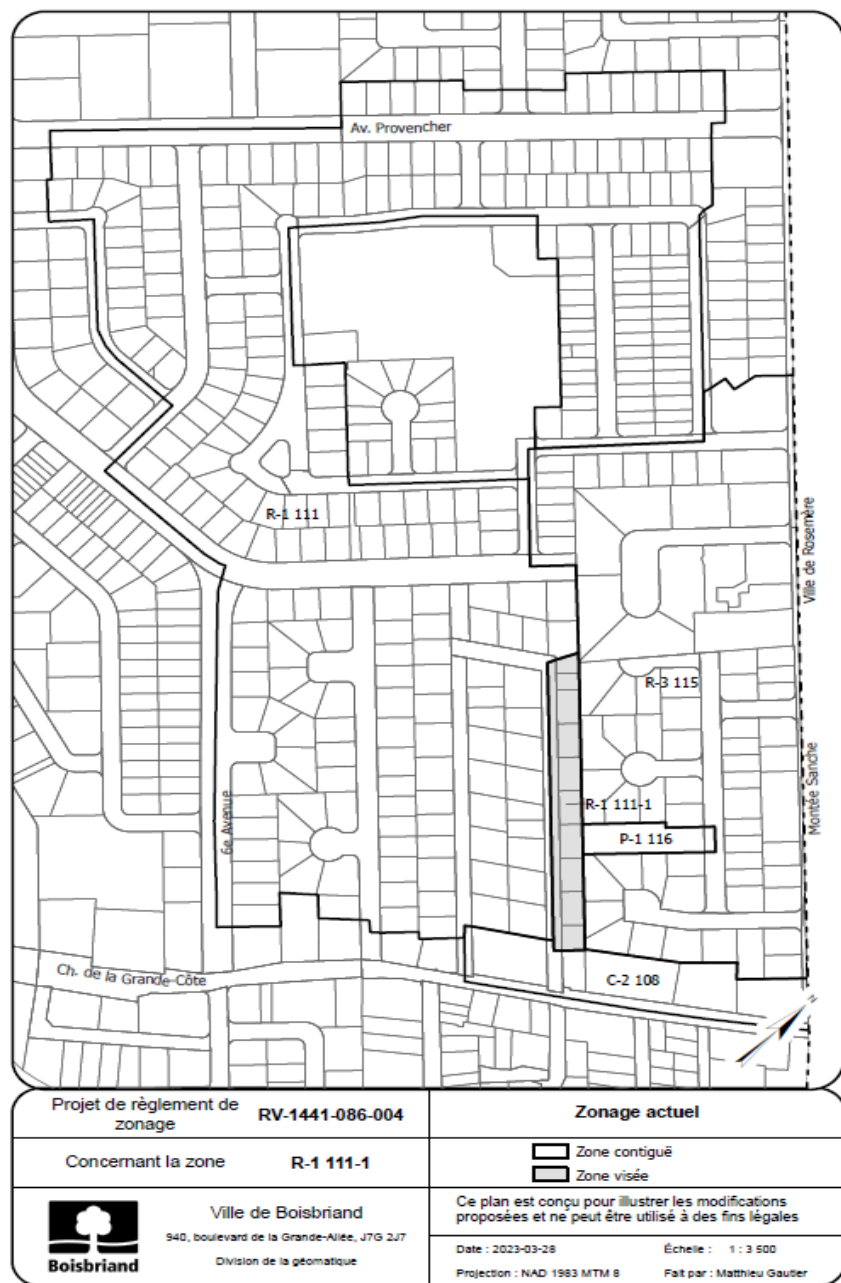 Av. Provencher
R-1 111
Ville de Rosemère
R-3 115
R-1 111-1
Montée Sanche
6e Avenue
P-1 116
Ch. de la Grande-Côte
C-2 108
Projet de règlement de zonage
RV-1441-086-004
Zonage actuel
Concernant la zone
R-1 111-1
Zone contiguë
Zone visée
Boisbriand
Ville de Boisbriand
940, boulevard de la Grande-Allée, J7G 2J7
Division de la géomatique
Ce plan est conçu pour illustrer les modifications
proposées et ne peut être utilisé à des fins légales
Date : 2023-03-28
Échelle : 1 : 3 500
Projection : NAD 1983 MTM 8
Fait par : Matthieu Gautier